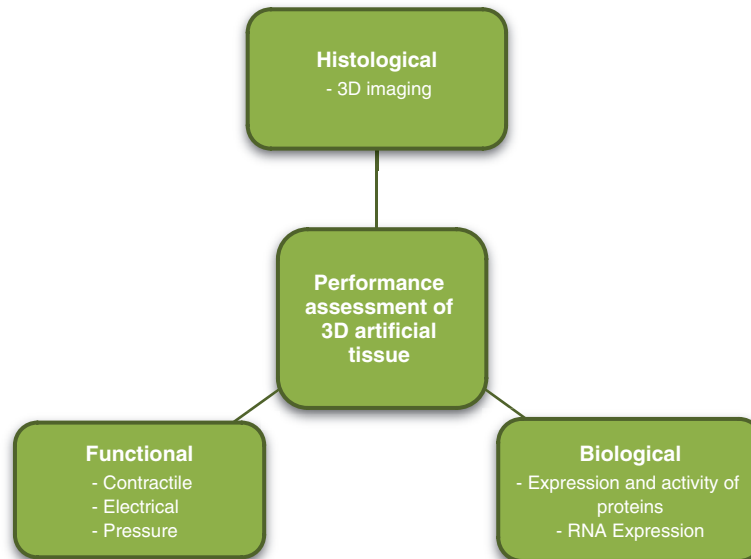 Histological
- 3D imaging
Performance
assessment of
3D artificial
tissue
Functional
- Contractile
- Electrical
- Pressure
Biological
- Expression and activity of
proteins
- RNA Expression